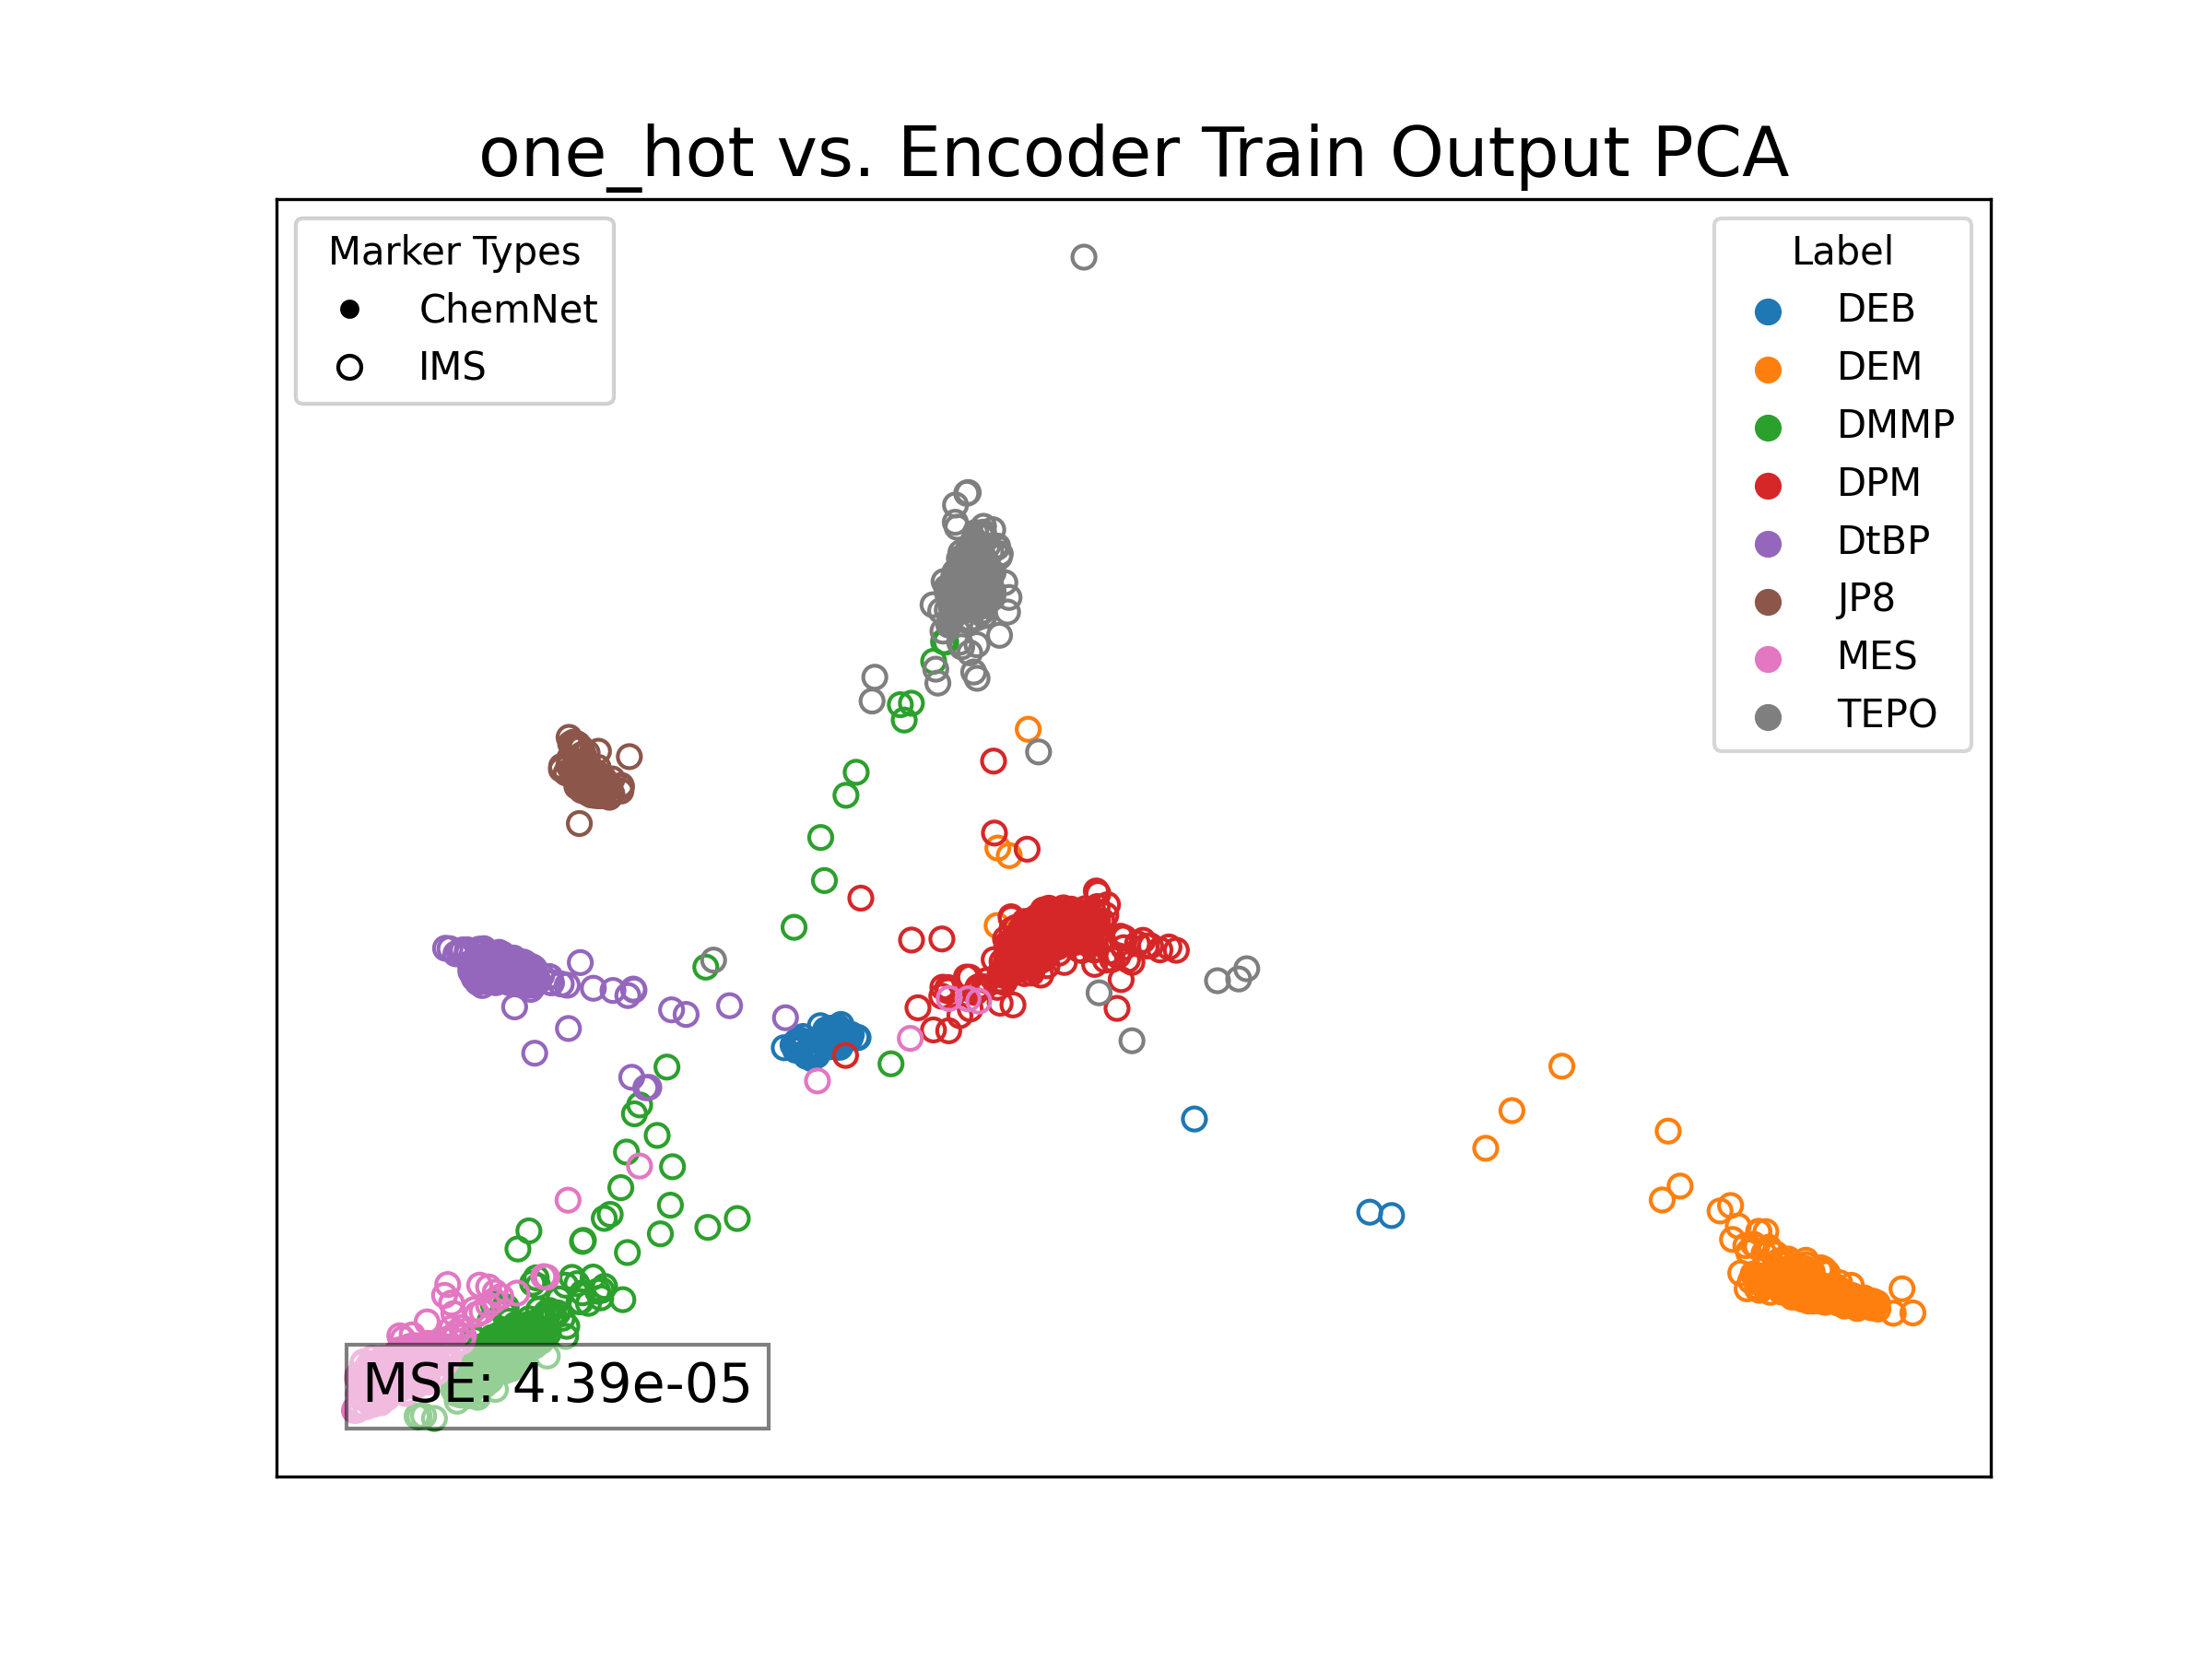 one_hot vs. Encoder Train Output PCA
Marker Types
ChemNet
IMS
Label
DEB
DEM
DMMP
DPM
DtBP
JP8
MES
TEPO
MSE: 4.39e-05